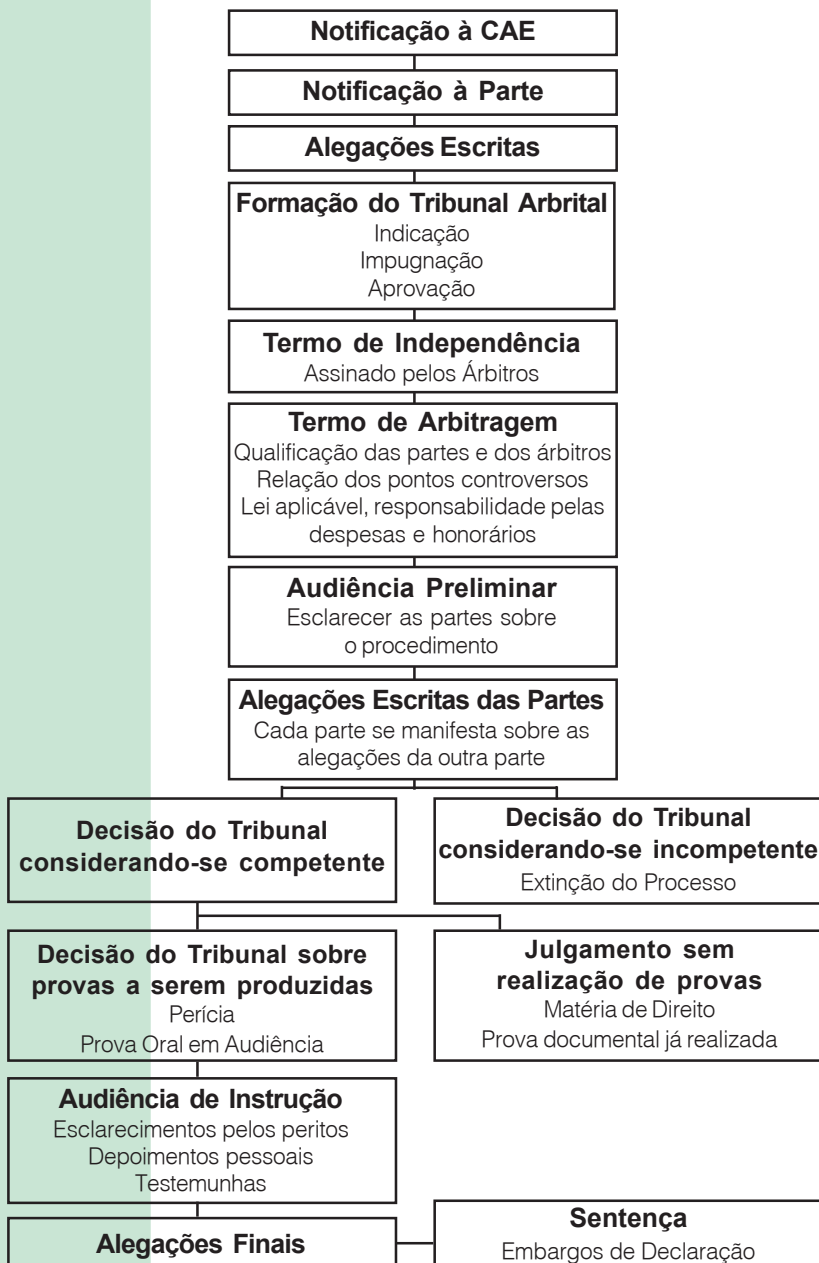 Notificação à CAE
Notificação à Parte
Alegações Escritas
Formação do Tribunal Arbrital
Indicação
Impugnação
Aprovação
Termo de Independência
Assinado pelos Árbitros
Termo de Arbitragem
Qualificação das partes e dos árbitros
Relação dos pontos controversos
Lei aplicável, responsabilidade pelas
despesas e honorários
Audiência Preliminar
Esclarecer as partes sobre
o procedimento
Alegações Escritas das Partes
Cada parte se manifesta sobre as
alegações da outra parte
Decisão do Tribunal
considerando-se competente
Decisão do Tribunal
considerando-se incompetente
Extinção do Processo
Decisão do Tribunal sobre
provas a serem produzidas
Perícia
Prova Oral em Audiência
Julgamento sem
realização de provas
Matéria de Direito
Prova documental já realizada
Audiência de Instrução
Esclarecimentos pelos peritos
Depoimentos pessoais
Testemunhas
Alegações Finais
Sentença
Embargos de Declaração